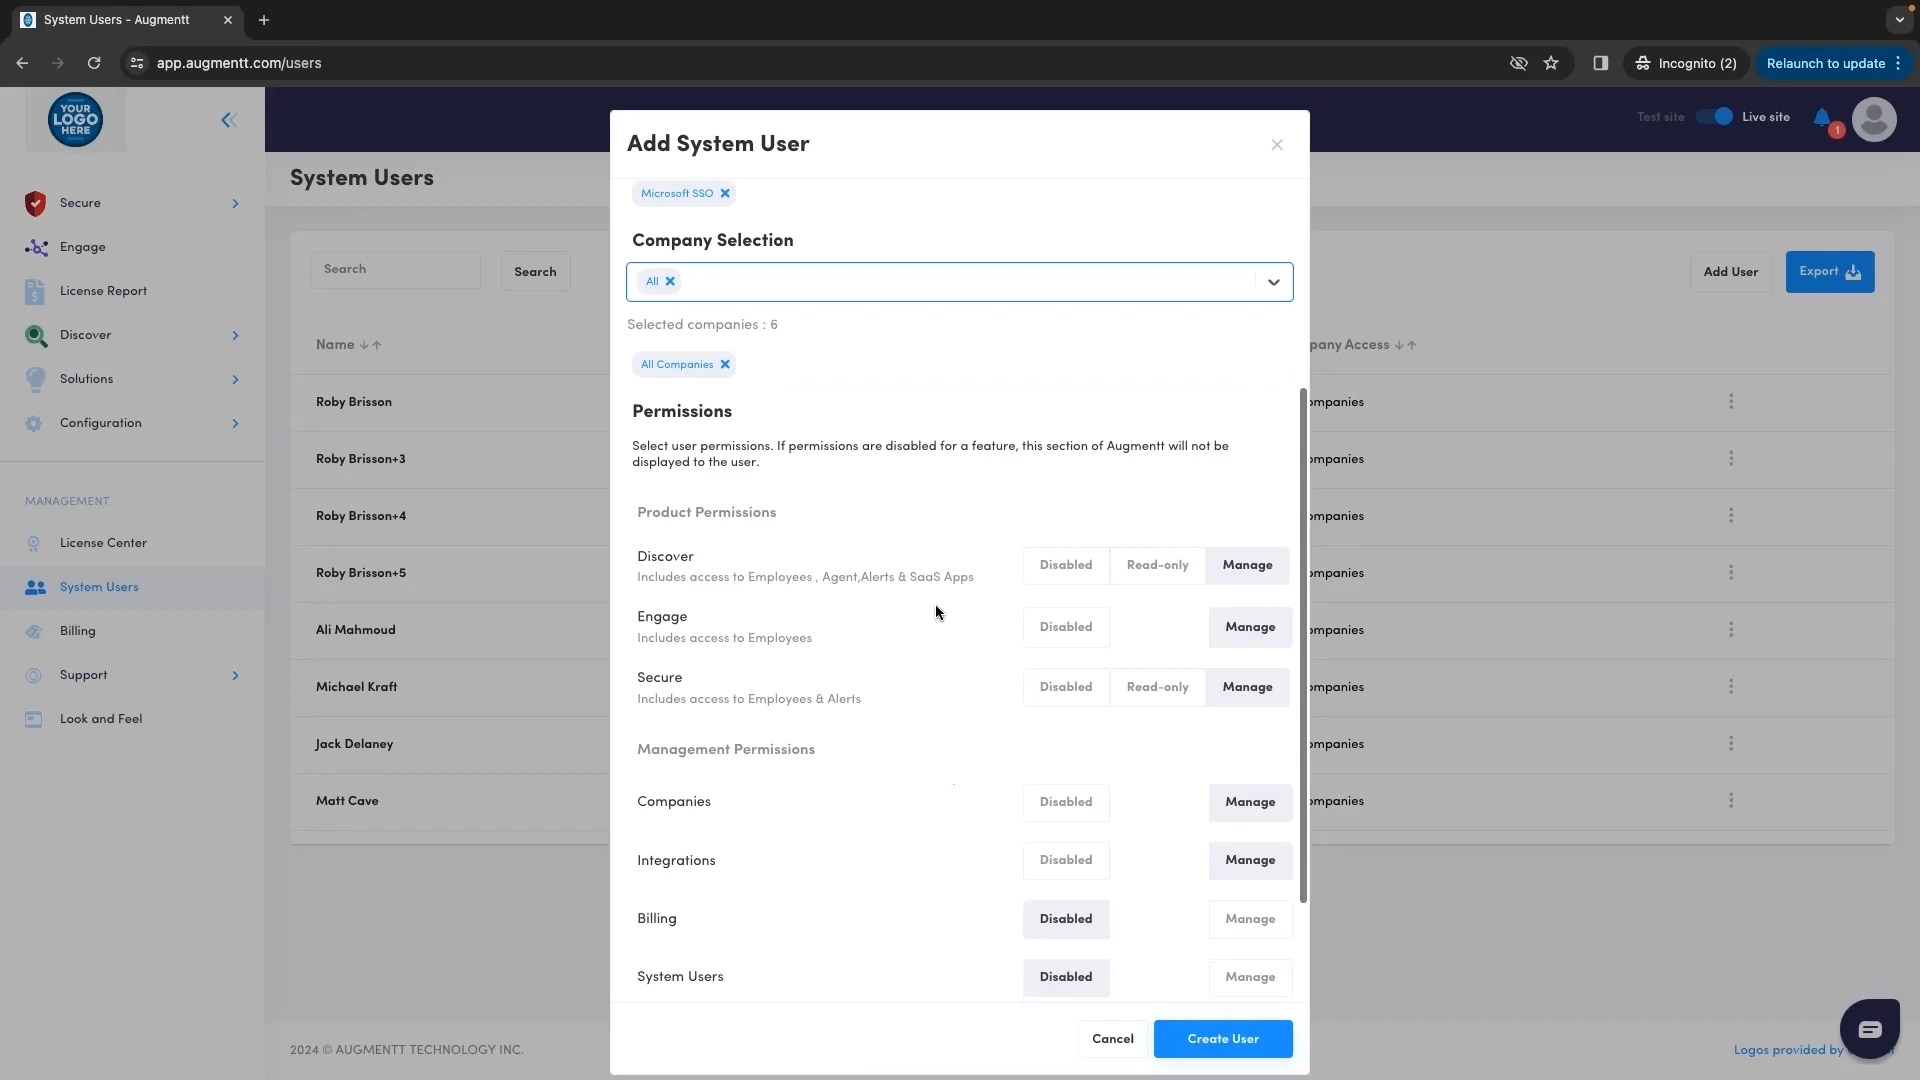 System Users - Augmentt
app.augmentt.com/users
Incognito (2)
Relaunch to update
YOUR
LOGO
HERE
Secure
Engage
License Report
Discover
Solutions
Configuration
MANAGEMENT
License Center
System Users
Billing
Support
Look and Feel
Test site
Live site
1
System Users
Search
Search
Add User
Export
Name
pany Access
Roby Brisson
ompanies
Roby Brisson+3
ompanies
Roby Brisson+4
ompanies
Roby Brisson+5
ompanies
Ali Mahmoud
ompanies
Michael Kraft
ompanies
Jack Delaney
ompanies
Matt Cave
ompanies
Add System User
Microsoft SSO
Company Selection
All
Selected companies : 6
All Companies
Permissions
Select user permissions. If permissions are disabled for a feature, this section of Augmentt will not be
displayed to the user.
Product Permissions
Discover
Includes access to Employees , Agent,Alerts & SaaS Apps
Disabled Read-only Manage
Engage
Includes access to Employees
Disabled Manage
Secure
Includes access to Employees & Alerts
Disabled Read-only Manage
Management Permissions
Companies Disabled Manage
Integrations Disabled Manage
Billing Disabled Manage
System Users Disabled Manage
Cancel Create User
2024 © AUGMENTT TECHNOLOGY INC.
Logos provided by